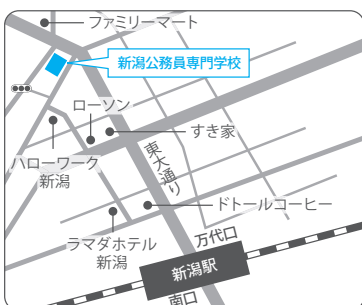 ファミリーマート
新潟公務員専門学校
ローソン
すき家
ハローワーク
新潟
東大通り
ドトールコーヒー
ラマダホテル
新潟
万代口
新潟駅
南口